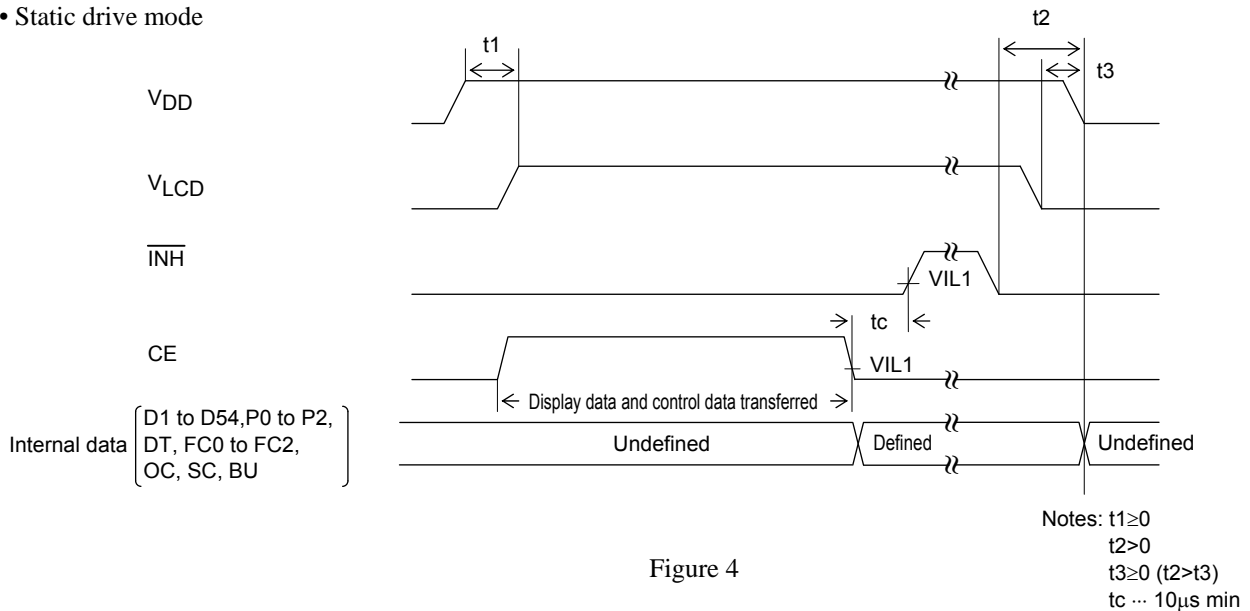 • Static drive mode
t2
t1
t3
VDD
VLCD
INH
VIL1
tc
CE
VIL1
Display data and control data transferred
Internal data
D1 to D54,P0 to P2,
DT, FC0 to FC2,
OC, SC, BU
Undefined
Defined
Undefined
Notes: t1≥0
t2>0
t3≥0 (t2>t3)
tc ··· 10μs min
Figure 4